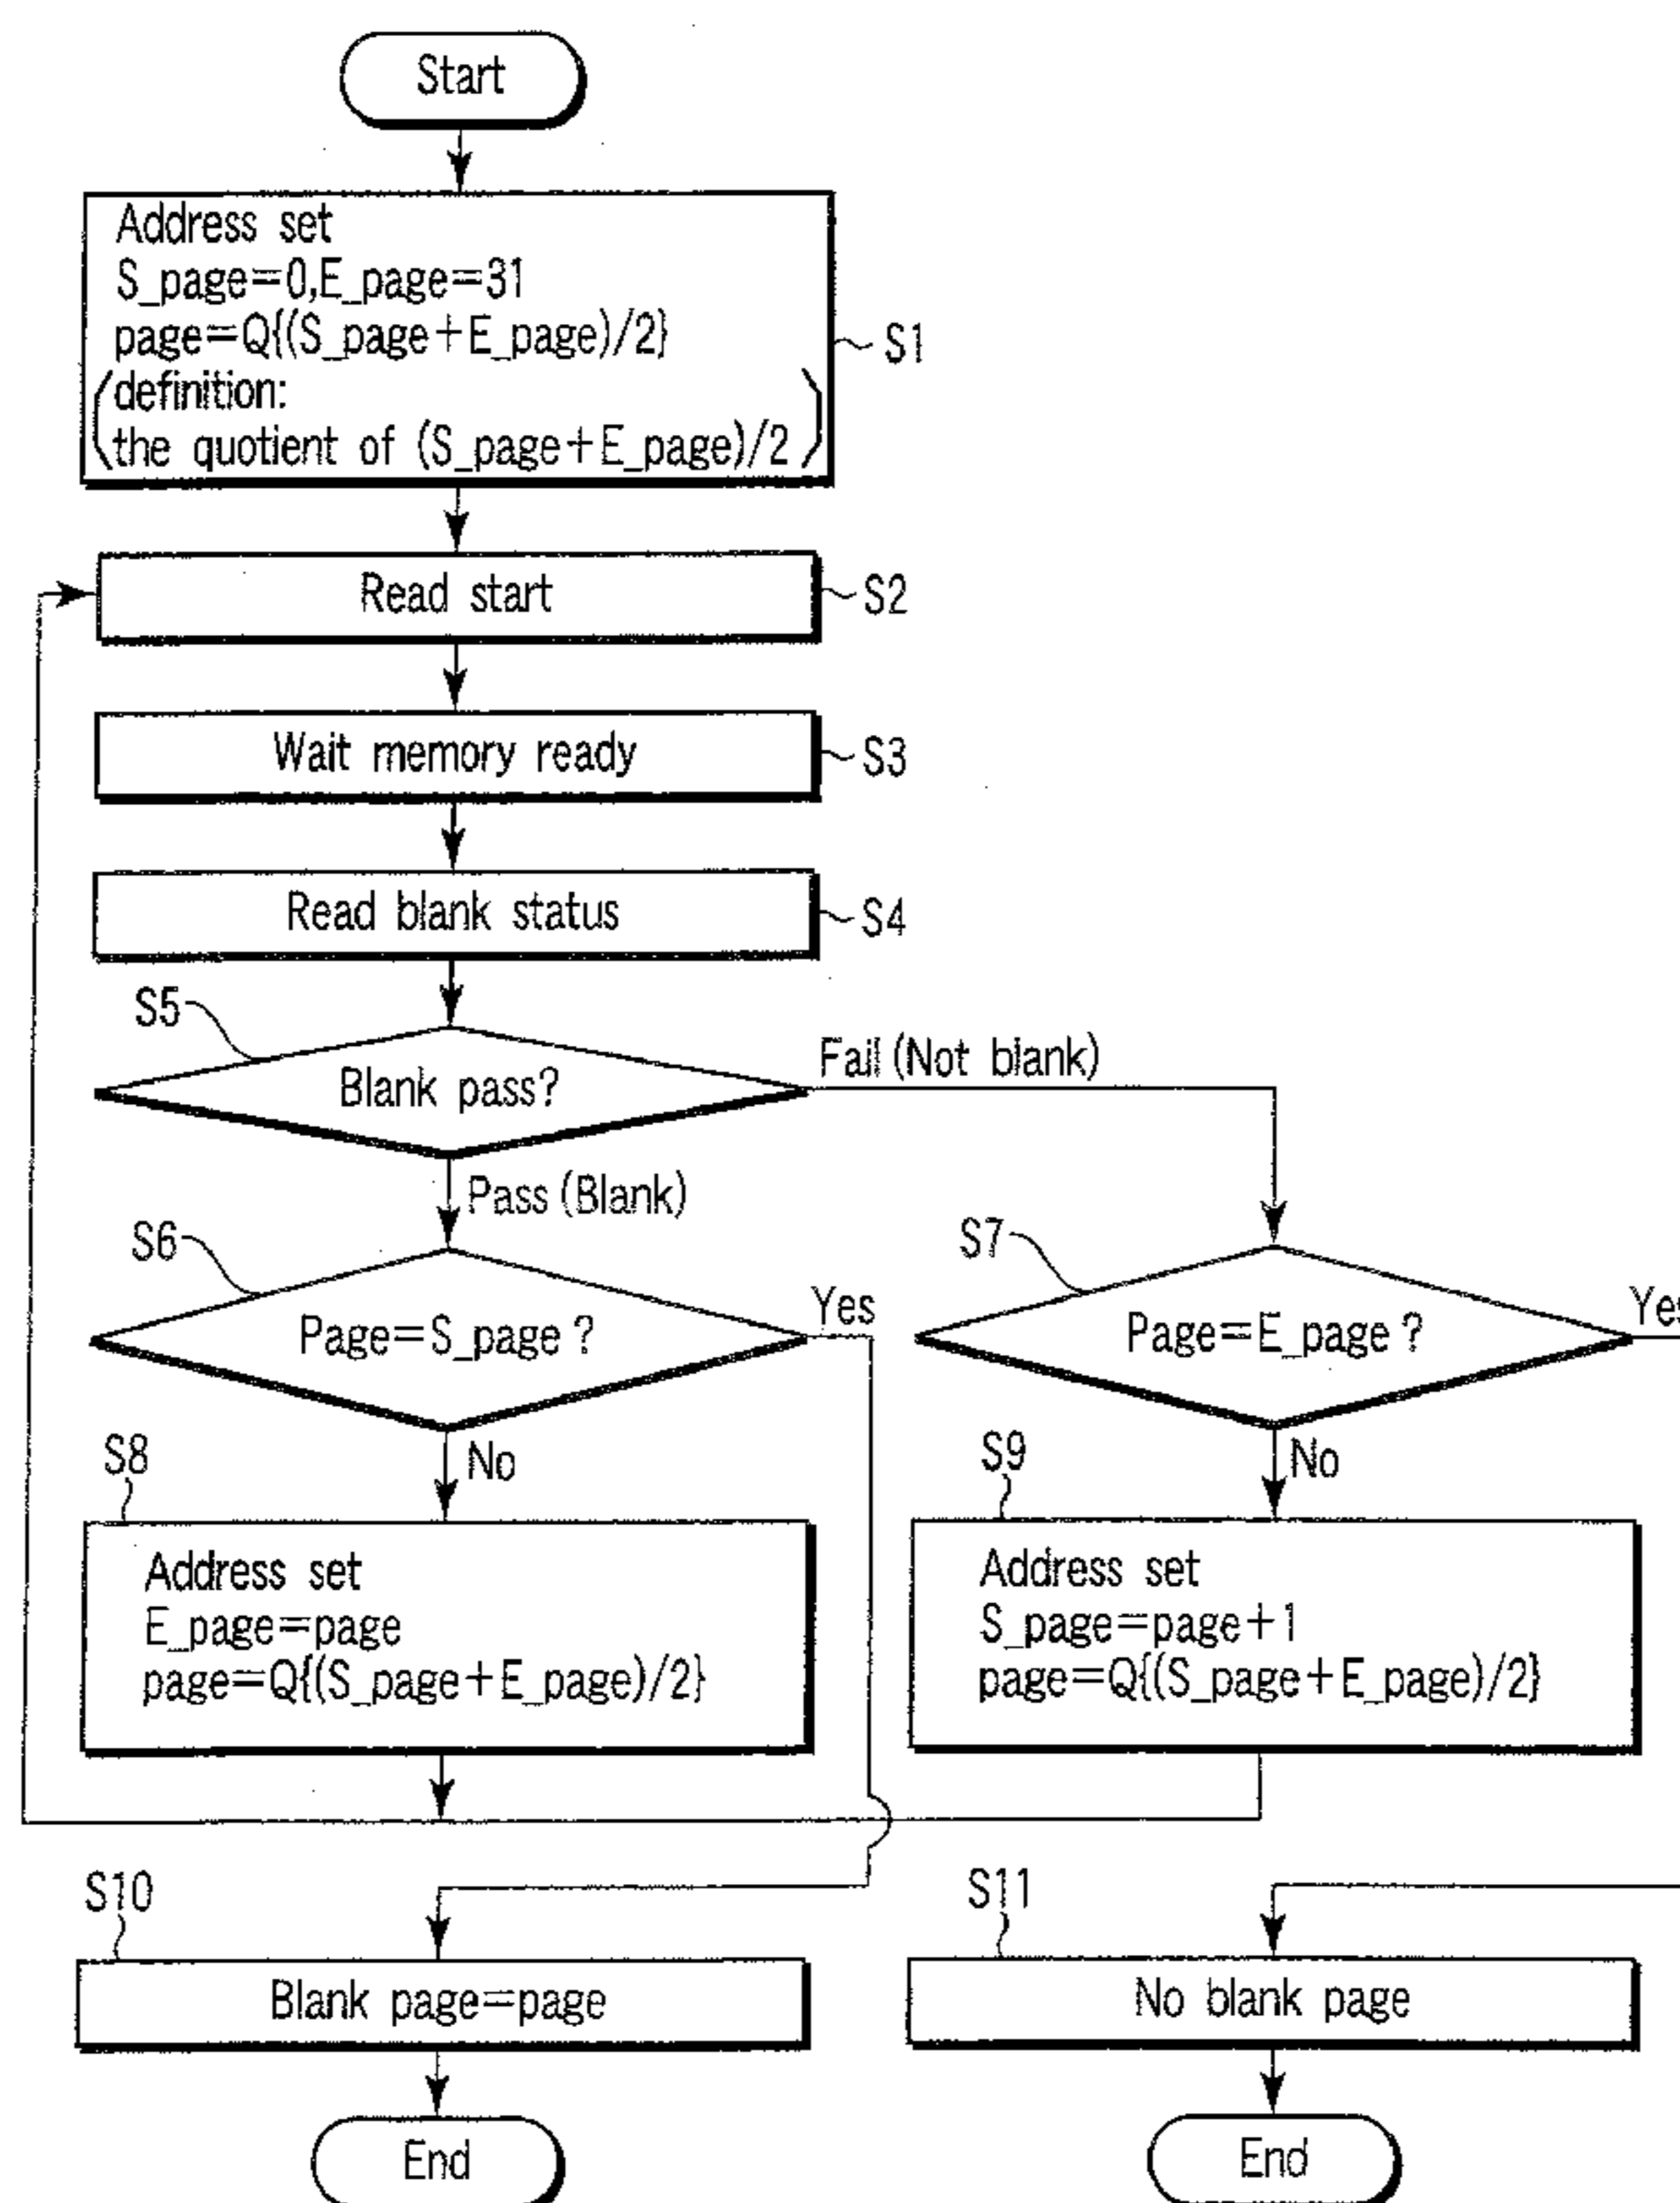 Start
Address set
S_page=0,E_page=31
page=Q{(S_page+E_page)/2}
(definition:
the quotient of (S_page+E_page)/2)
S1
Read start
S2
Wait memory ready
S3
Read blank status
S4
S5
Blank pass?
Fail (Not blank)
Pass (Blank)
S6
Page=S_page?
Yes
S7
Page=E_page?
Yes
No
No
S8
Address set
E_page=page
page=Q{(S_page+E_page)/2}
S9
Address set
S_page=page+1
page=Q{(S_page+E_page)/2}
S10
Blank page=page
S11
No blank page
End
End